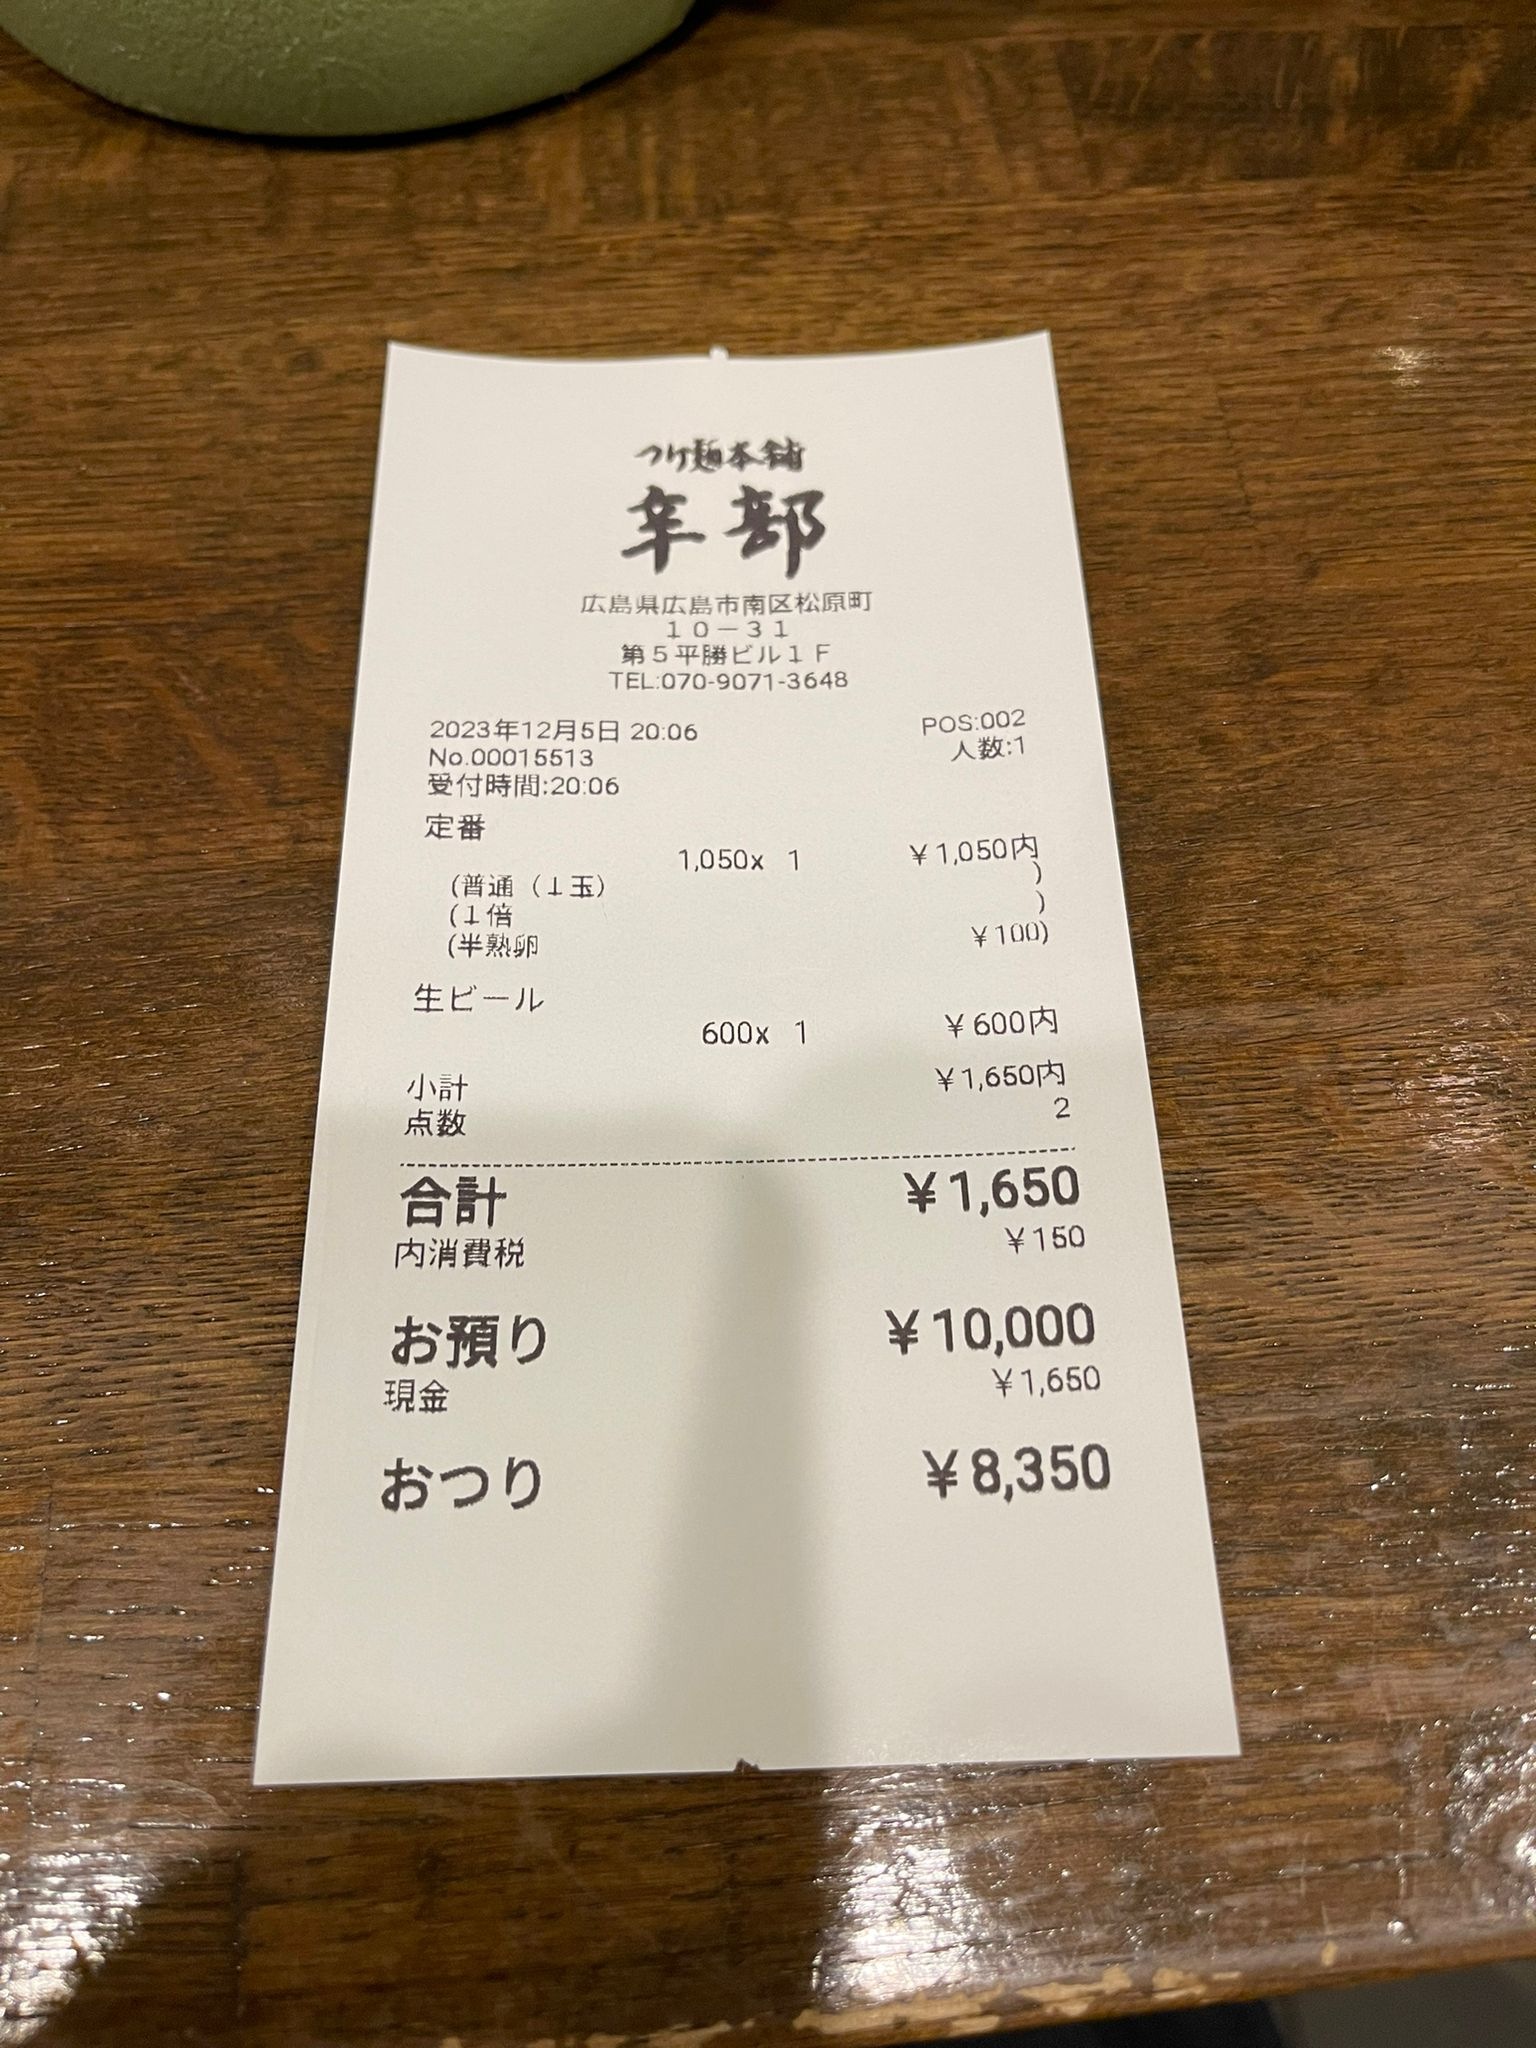 つけ麺本舗
辛部
広島県広島市南区松原町
１０－３１
第５平勝ビル１Ｆ
TEL:070-9071-3648
2023年12月5日 20:06 POS:002
No.00015513 人数:1
受付時間:20:06
定番
1,050x 1 ¥1,050内
(普通（１玉） )
(１倍 )
(半熟卵 ¥100)
生ビール
600x 1 ¥600内
小計 ¥1,650内
点数 2
合計 ¥1,650
内消費税 ¥150
お預り ¥10,000
現金 ¥1,650
おつり ¥8,350